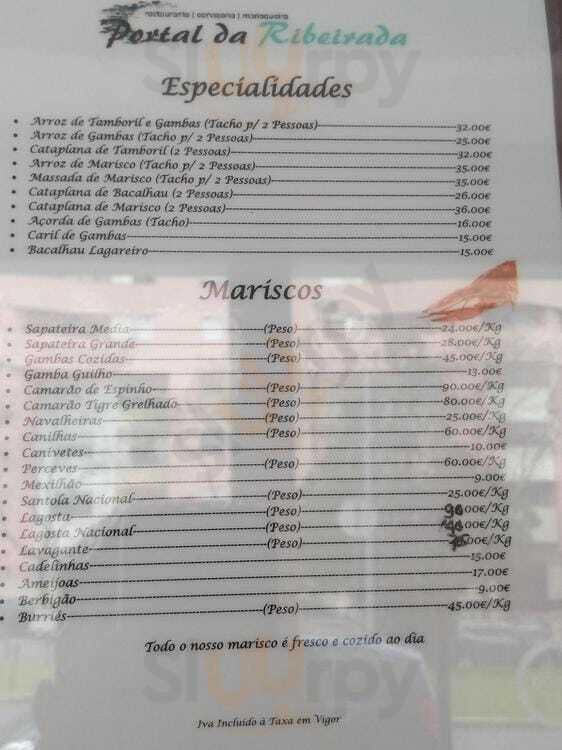 restaurante | cervejaria | marisqueira
Portal da Ribeirada
Especialidades
• Arroz de Tamboril e Gambas (Tacho p/ 2 Pessoas)---32.00€
• Arroz de Gambas (Tacho p/ 2 Pessoas)---25.00€
• Cataplana de Tamboril (2 Pessoas)---32.00€
• Arroz de Marisco (Tacho p/ 2 Pessoas)---35.00€
• Massada de Marisco (Tacho p/ 2 Pessoas)---35.00€
• Cataplana de Bacalhau (2 Pessoas)---26.00€
• Cataplana de Marisco (2 Pessoas)---36.00€
• Açorda de Gambas (Tacho)---16.00€
• Caril de Gambas---15.00€
• Bacalhau Lagareiro---15.00€
Mariscos
• Sapateira Media---(Peso)---24.00€/Kg
• Sapateira Grande---(Peso)---28.00€/Kg
• Gambas Cozidas---(Peso)---45.00€/Kg
• Gamba Guilho---13.00€
• Camarão de Espinho---(Peso)---90.00€/Kg
• Camarão Tigre Grelhado---(Peso)---80.00€/Kg
• Navalheiras---(Peso)---25.00€/Kg
• Canilhas---(Peso)---60.00€/Kg
• Canivetes---10.00€
• Perceves---(Peso)---60.00€/Kg
• Mexilhão---9.00€
• Santola Nacional---(Peso)---25.00€/Kg
• Lagosta---(Peso)---90.00€/Kg
• Lagosta Nacional---(Peso)---.00€/Kg
• Lavagante---(Peso)---.00€/Kg
• Cadelinhas---15.00€
• Ameijoas---17.00€
• Berbigão---9.00€
• Burriés---(Peso)---45.00€/Kg
Todo o nosso marisco é fresco e cozido ao dia
Iva Incluído à Taxa em Vigor
Sluurpy
Sluurpy